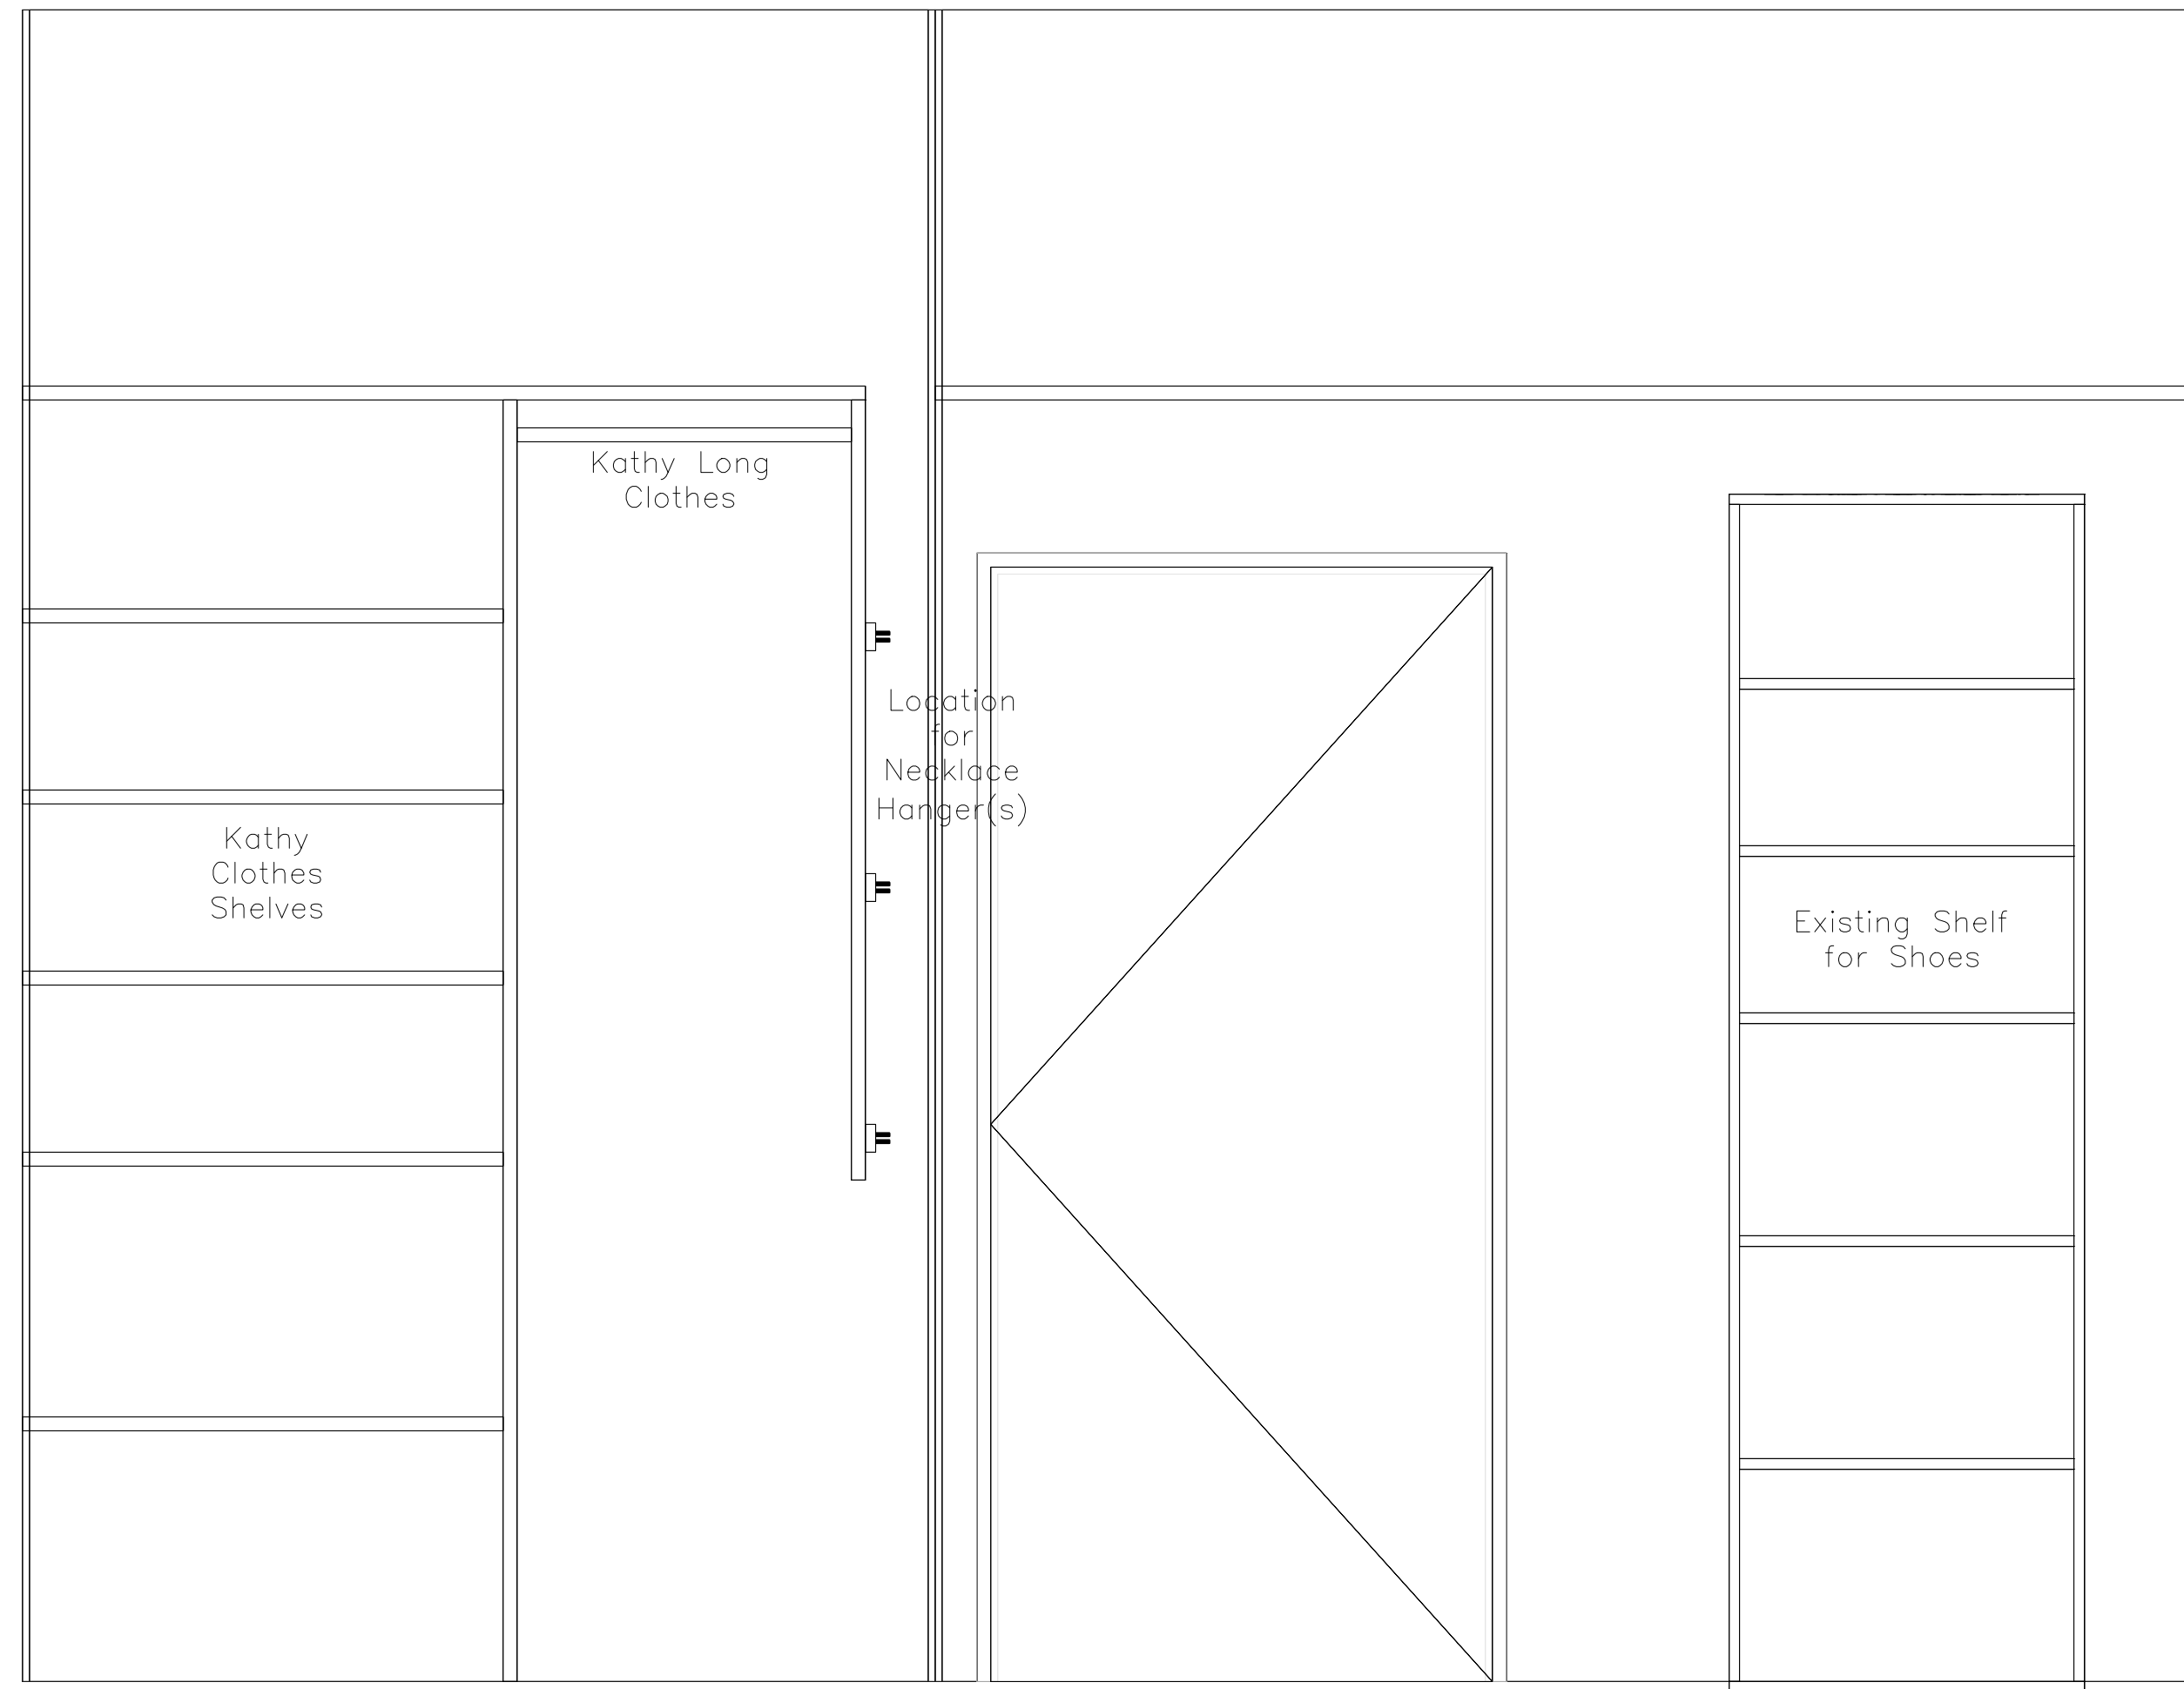 Kathy Long
Clothes
Location
for
Necklace
Hanger(s)
Kathy
Clothes
Shelves
Existing Shelf
for Shoes